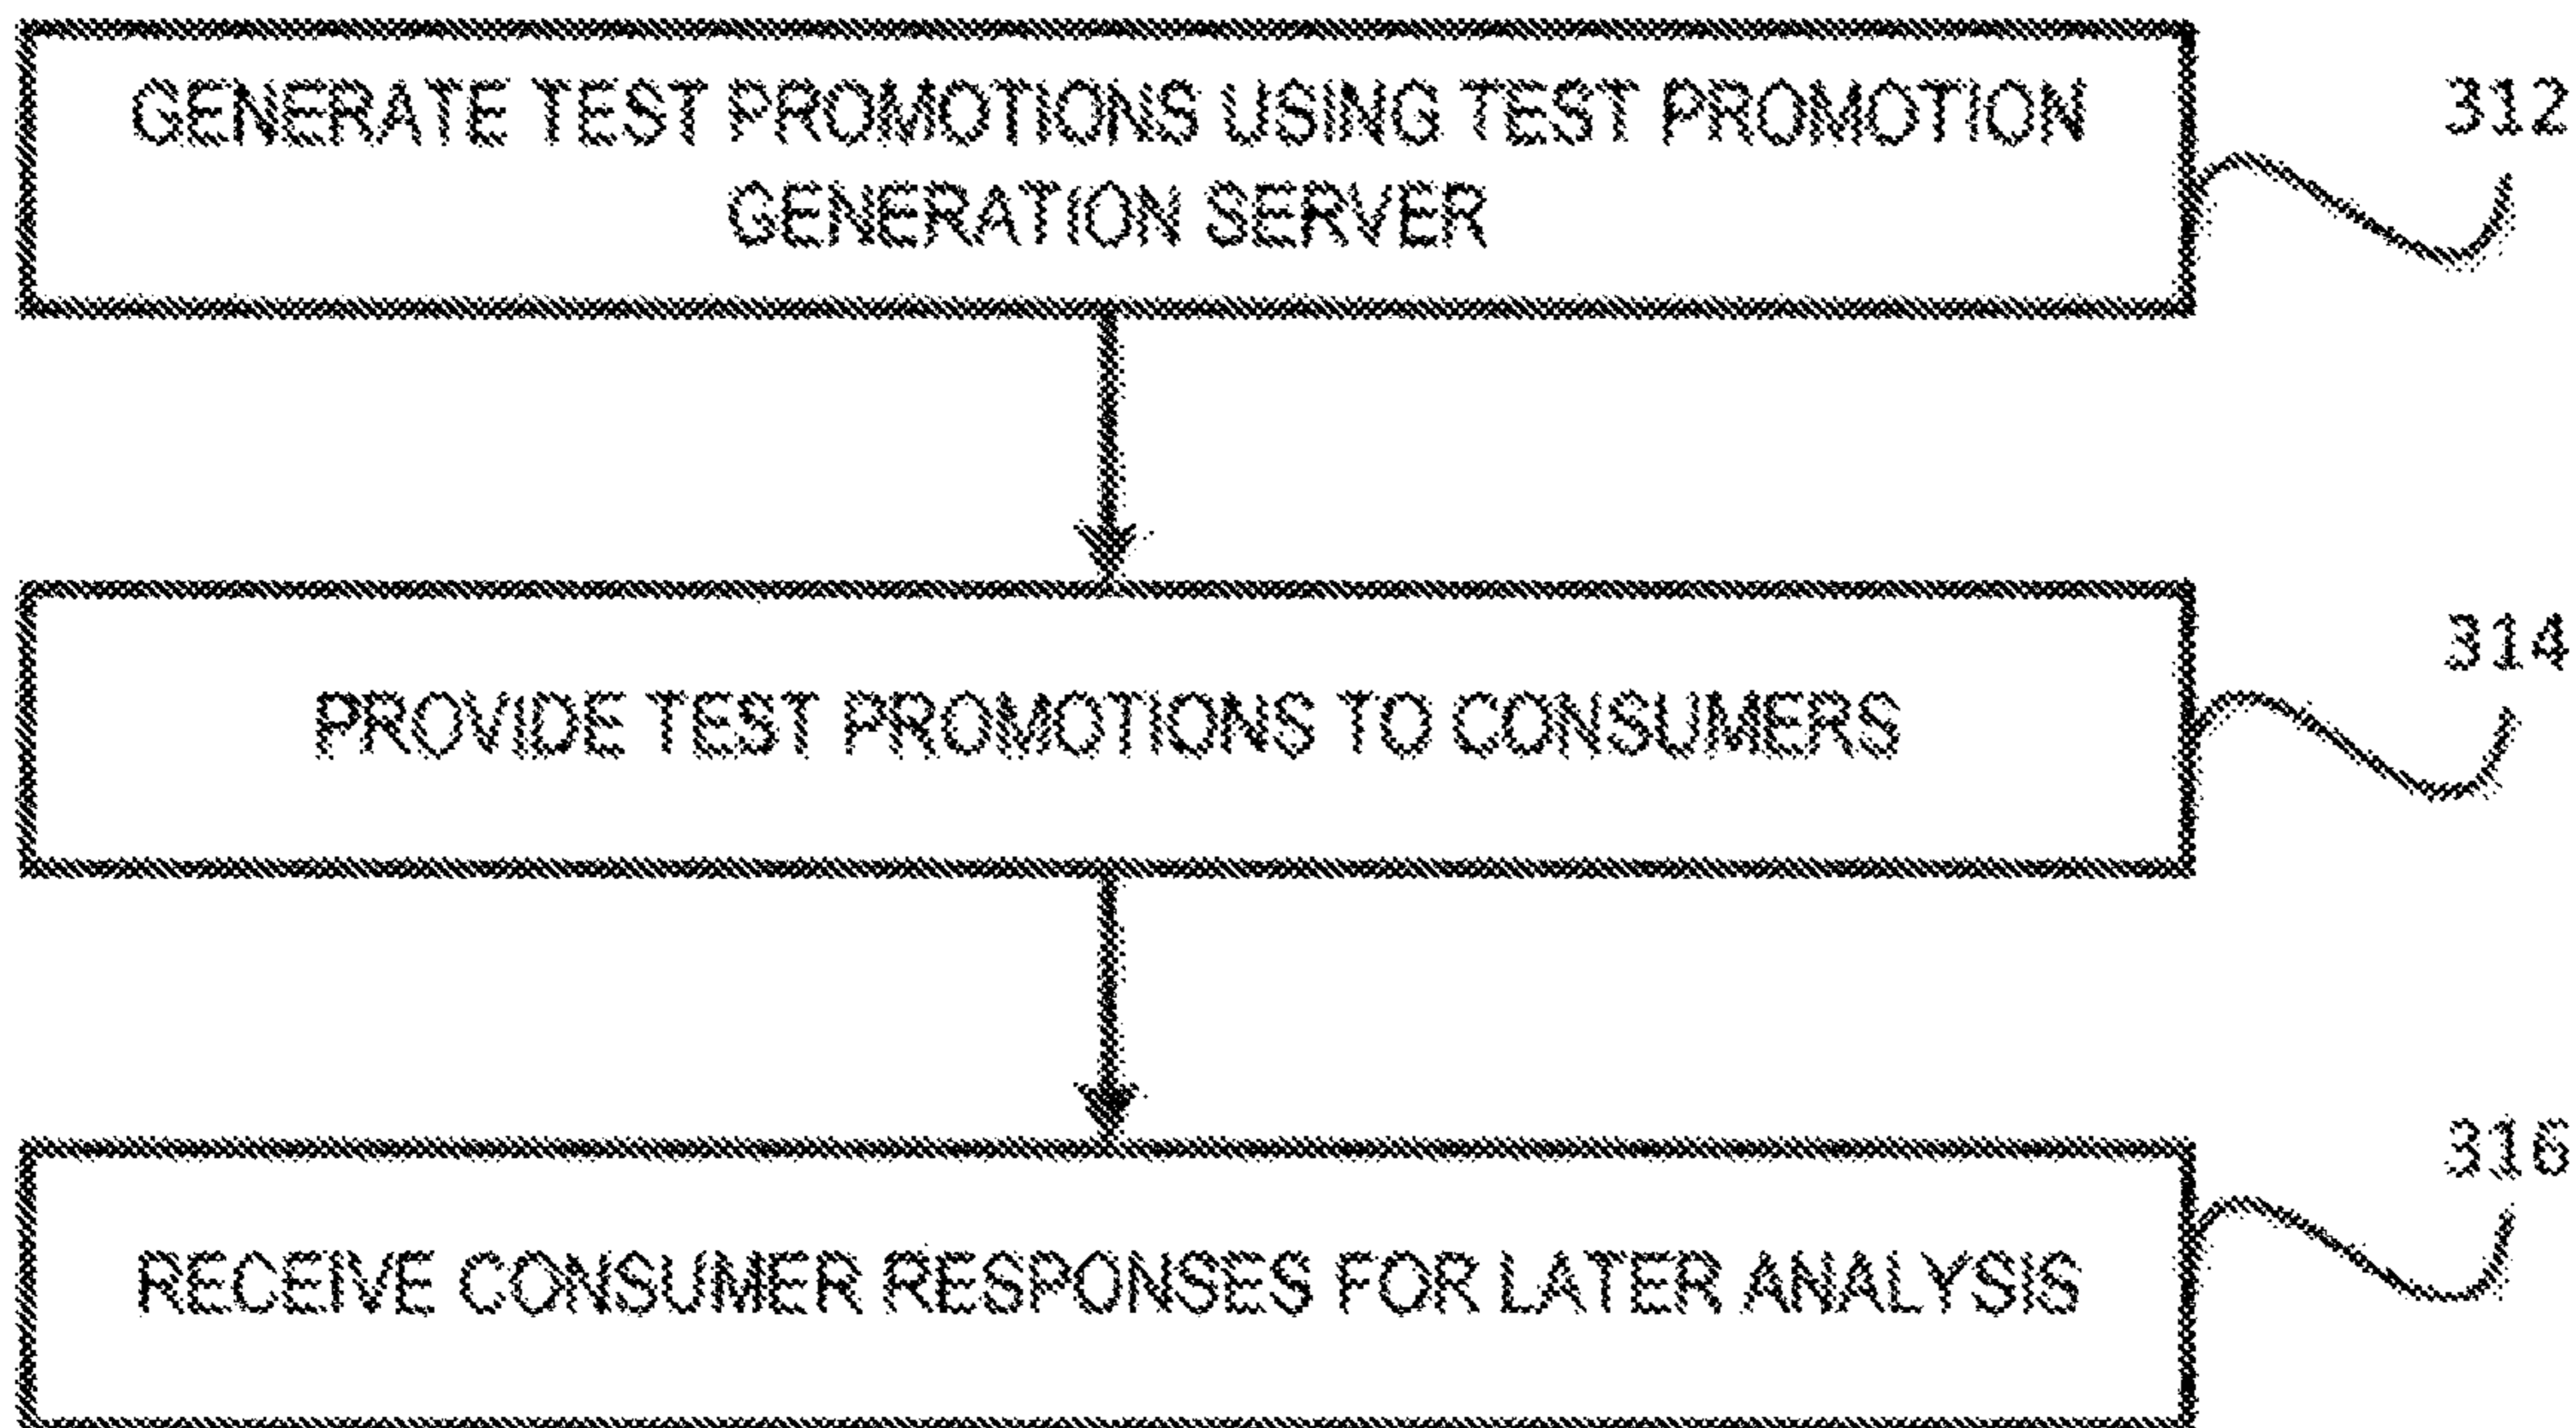 GENERATE TEST PROMOTIONS USING TEST PROMOTION
GENERATION SERVER
312
PROVIDE TEST PROMOTIONS TO CONSUMERS
314
RECEIVE CONSUMER RESPONSES FOR LATER ANALYSIS
316